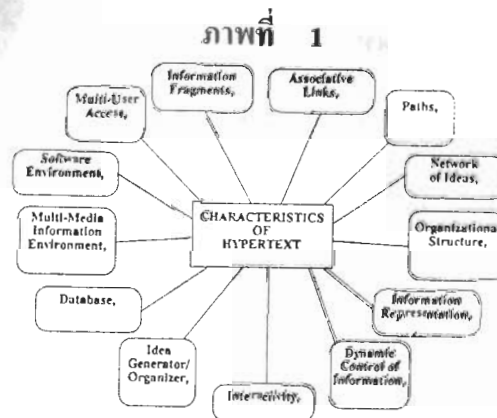 ภาพที่ 1
Information
Fragments,
Associative
Links,
Multi-User
Access,
Paths,
Software
Environment,
Network
of Ideas,
CHARACTERISTICS
OF
HYPERTEXT
Multi-Media
Information
Environment,
Organizational
Structure,
Database,
Information
Representation,
Idea
Generator/
Organizer,
Dynamic
Control of
Information,
Interactivity,